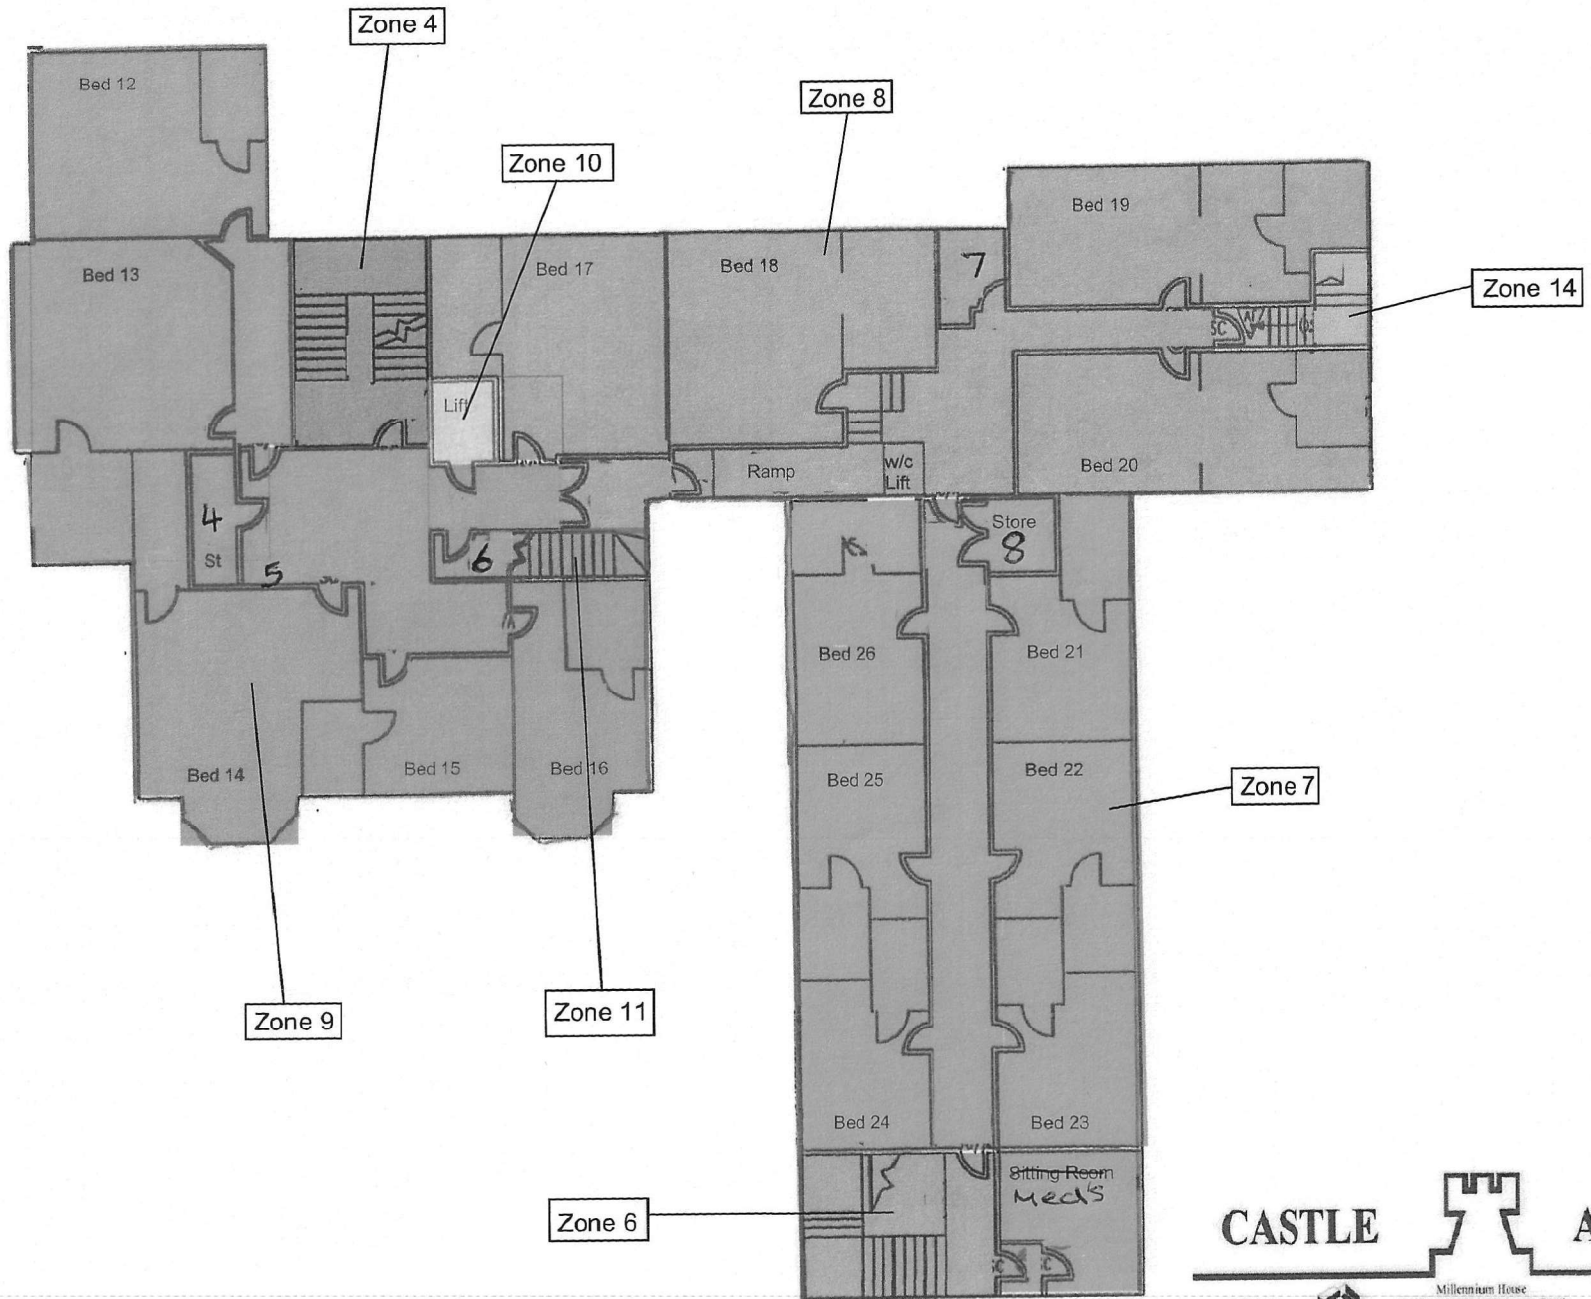 Zone 4
Bed 12
Zone 8
Zone 10
Bed 19
Bed 13
Bed 17
Bed 18
7
Zone 14
Lift
SC
Ramp
w/c
Lift
Bed 20
4
St
5
6
Store
8
Bed 26
Bed 21
Bed 14
Bed 15
Bed 16
Bed 25
Bed 22
Zone 7
Zone 9
Zone 11
Bed 24
Bed 23
Sitting Room
Med's
Zone 6
CASTLE
A
Millennium House